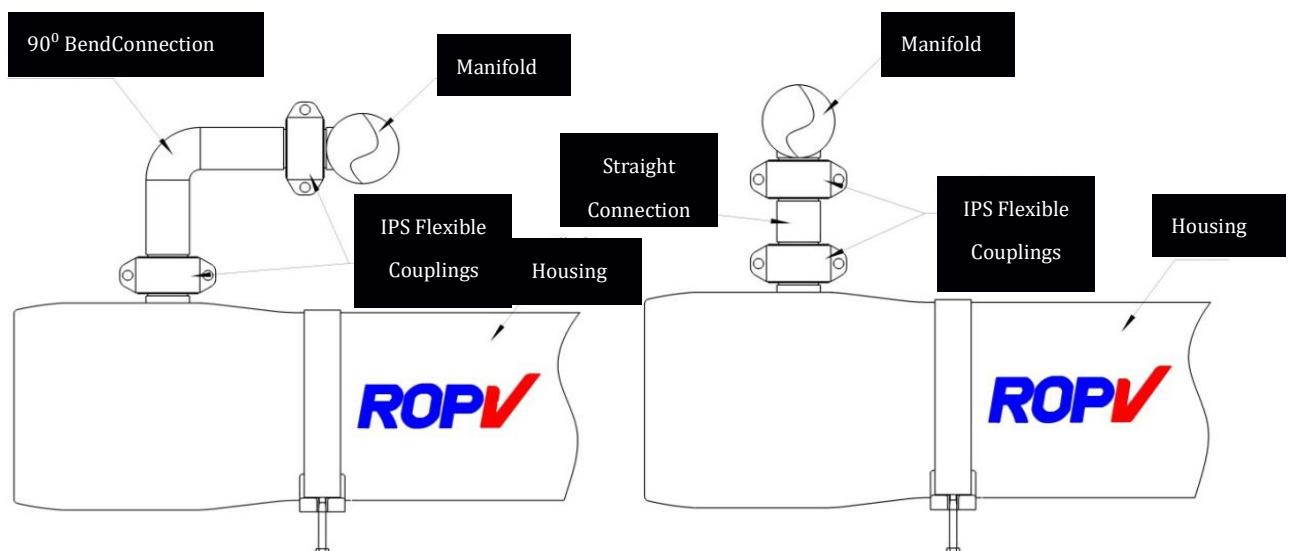 90⁰ BendConnection
Manifold
IPS Flexible
Couplings
Housing
ROPV
Manifold
Straight
Connection
IPS Flexible
Couplings
Housing
ROPV